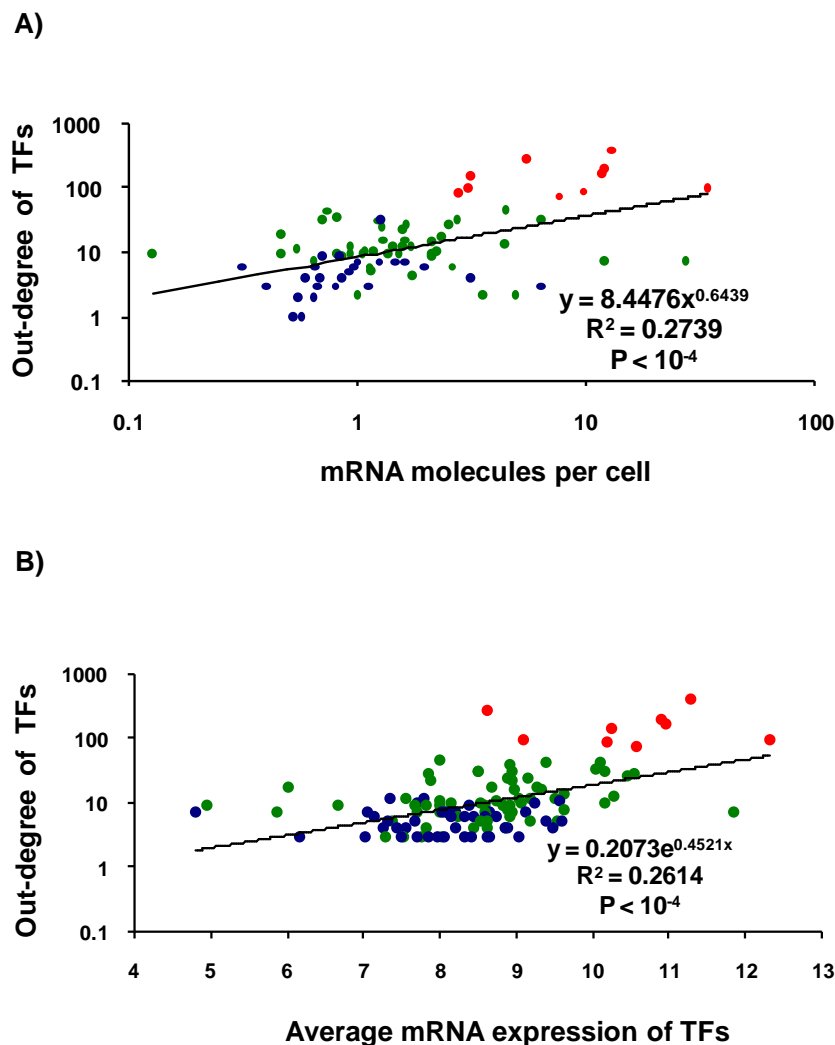 A)
Out-degree of TFs
1000
100
10
1
0.1
y = 8.4476x^0.6439
R² = 0.2739
P < 10⁻⁴
0.1 1 10 100
mRNA molecules per cell
B)
Out-degree of TFs
1000
100
10
1
0.1
y = 0.2073e^0.4521x
R² = 0.2614
P < 10⁻⁴
4 5 6 7 8 9 10 11 12 13
Average mRNA expression of TFs